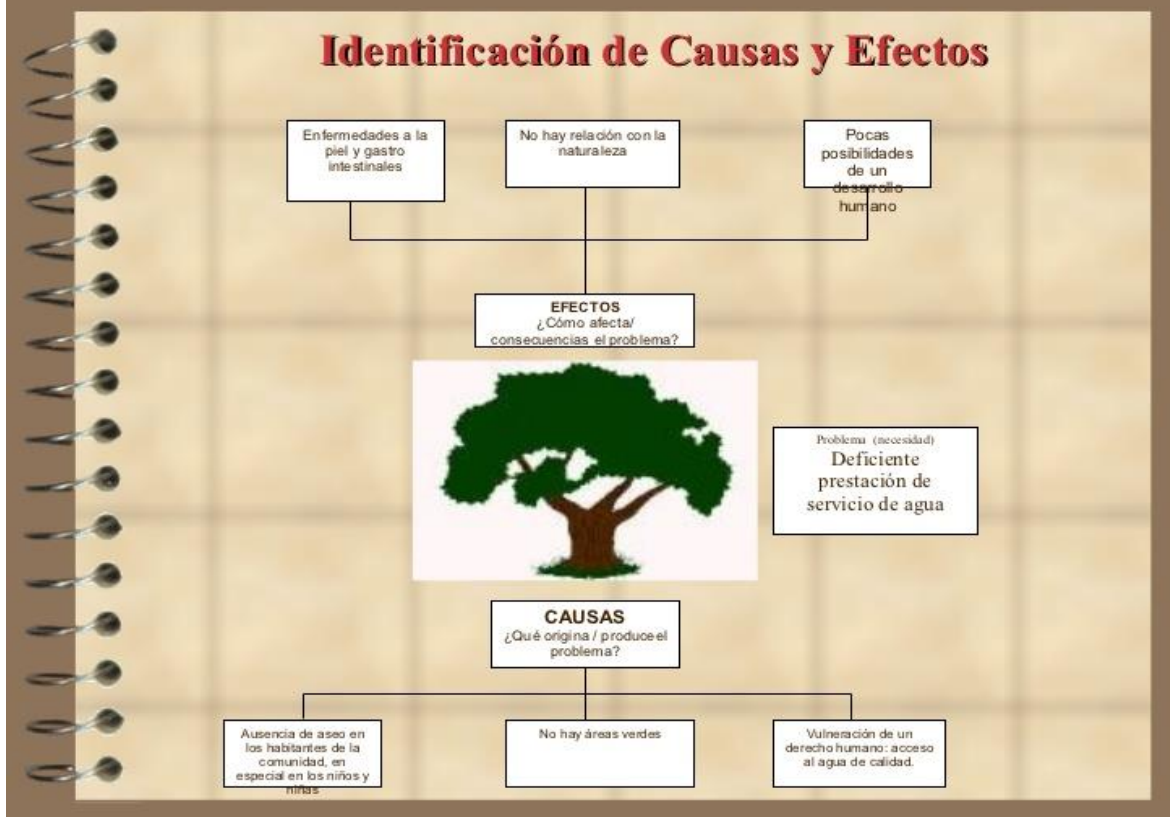 Identificación de Causas y Efectos
Enfermedades a la
piel y gastro
intestinales
No hay relación con la
naturaleza
Pocas
posibilidades
de un
desarrollo
humano
EFECTOS
¿Cómo afecta/
consecuencias el problema?
Problema (necesidad)
Deficiente
prestación de
servicio de agua
CAUSAS
¿Qué origina / produce el
problema?
Ausencia de aseo en
los habitantes de la
comunidad, en
especial en los niños y
niñas
No hay áreas verdes
Vulneración de un
derecho humano: acceso
al agua de calidad.